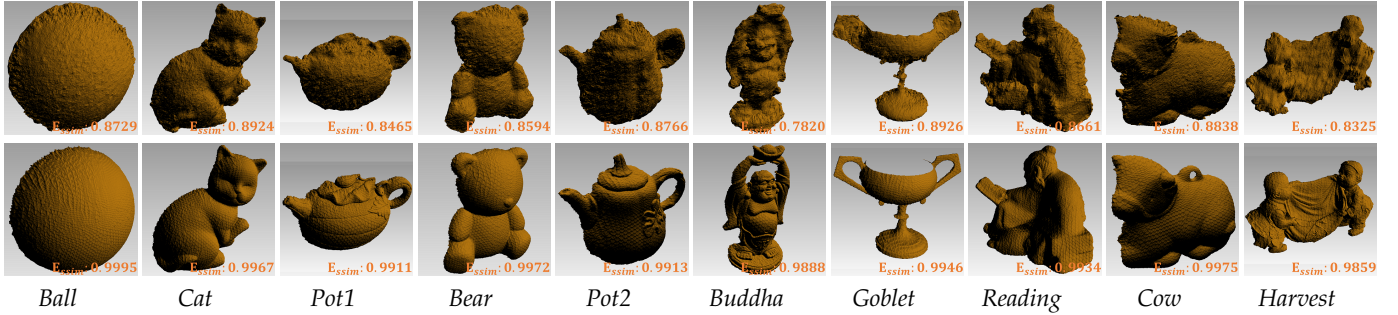 E_ssim: 0.8729 E_ssim: 0.8924 E_ssim: 0.8465 E_ssim: 0.8594 E_ssim: 0.8766 E_ssim: 0.7820 E_ssim: 0.8926 E_ssim: 0.8661 E_ssim: 0.8838 E_ssim: 0.8325
E_ssim: 0.9995 E_ssim: 0.9967 E_ssim: 0.9911 E_ssim: 0.9972 E_ssim: 0.9913 E_ssim: 0.9888 E_ssim: 0.9946 E_ssim: 0.9934 E_ssim: 0.9975 E_ssim: 0.9859
Ball Cat Pot1 Bear Pot2 Buddha Goblet Reading Cow Harvest